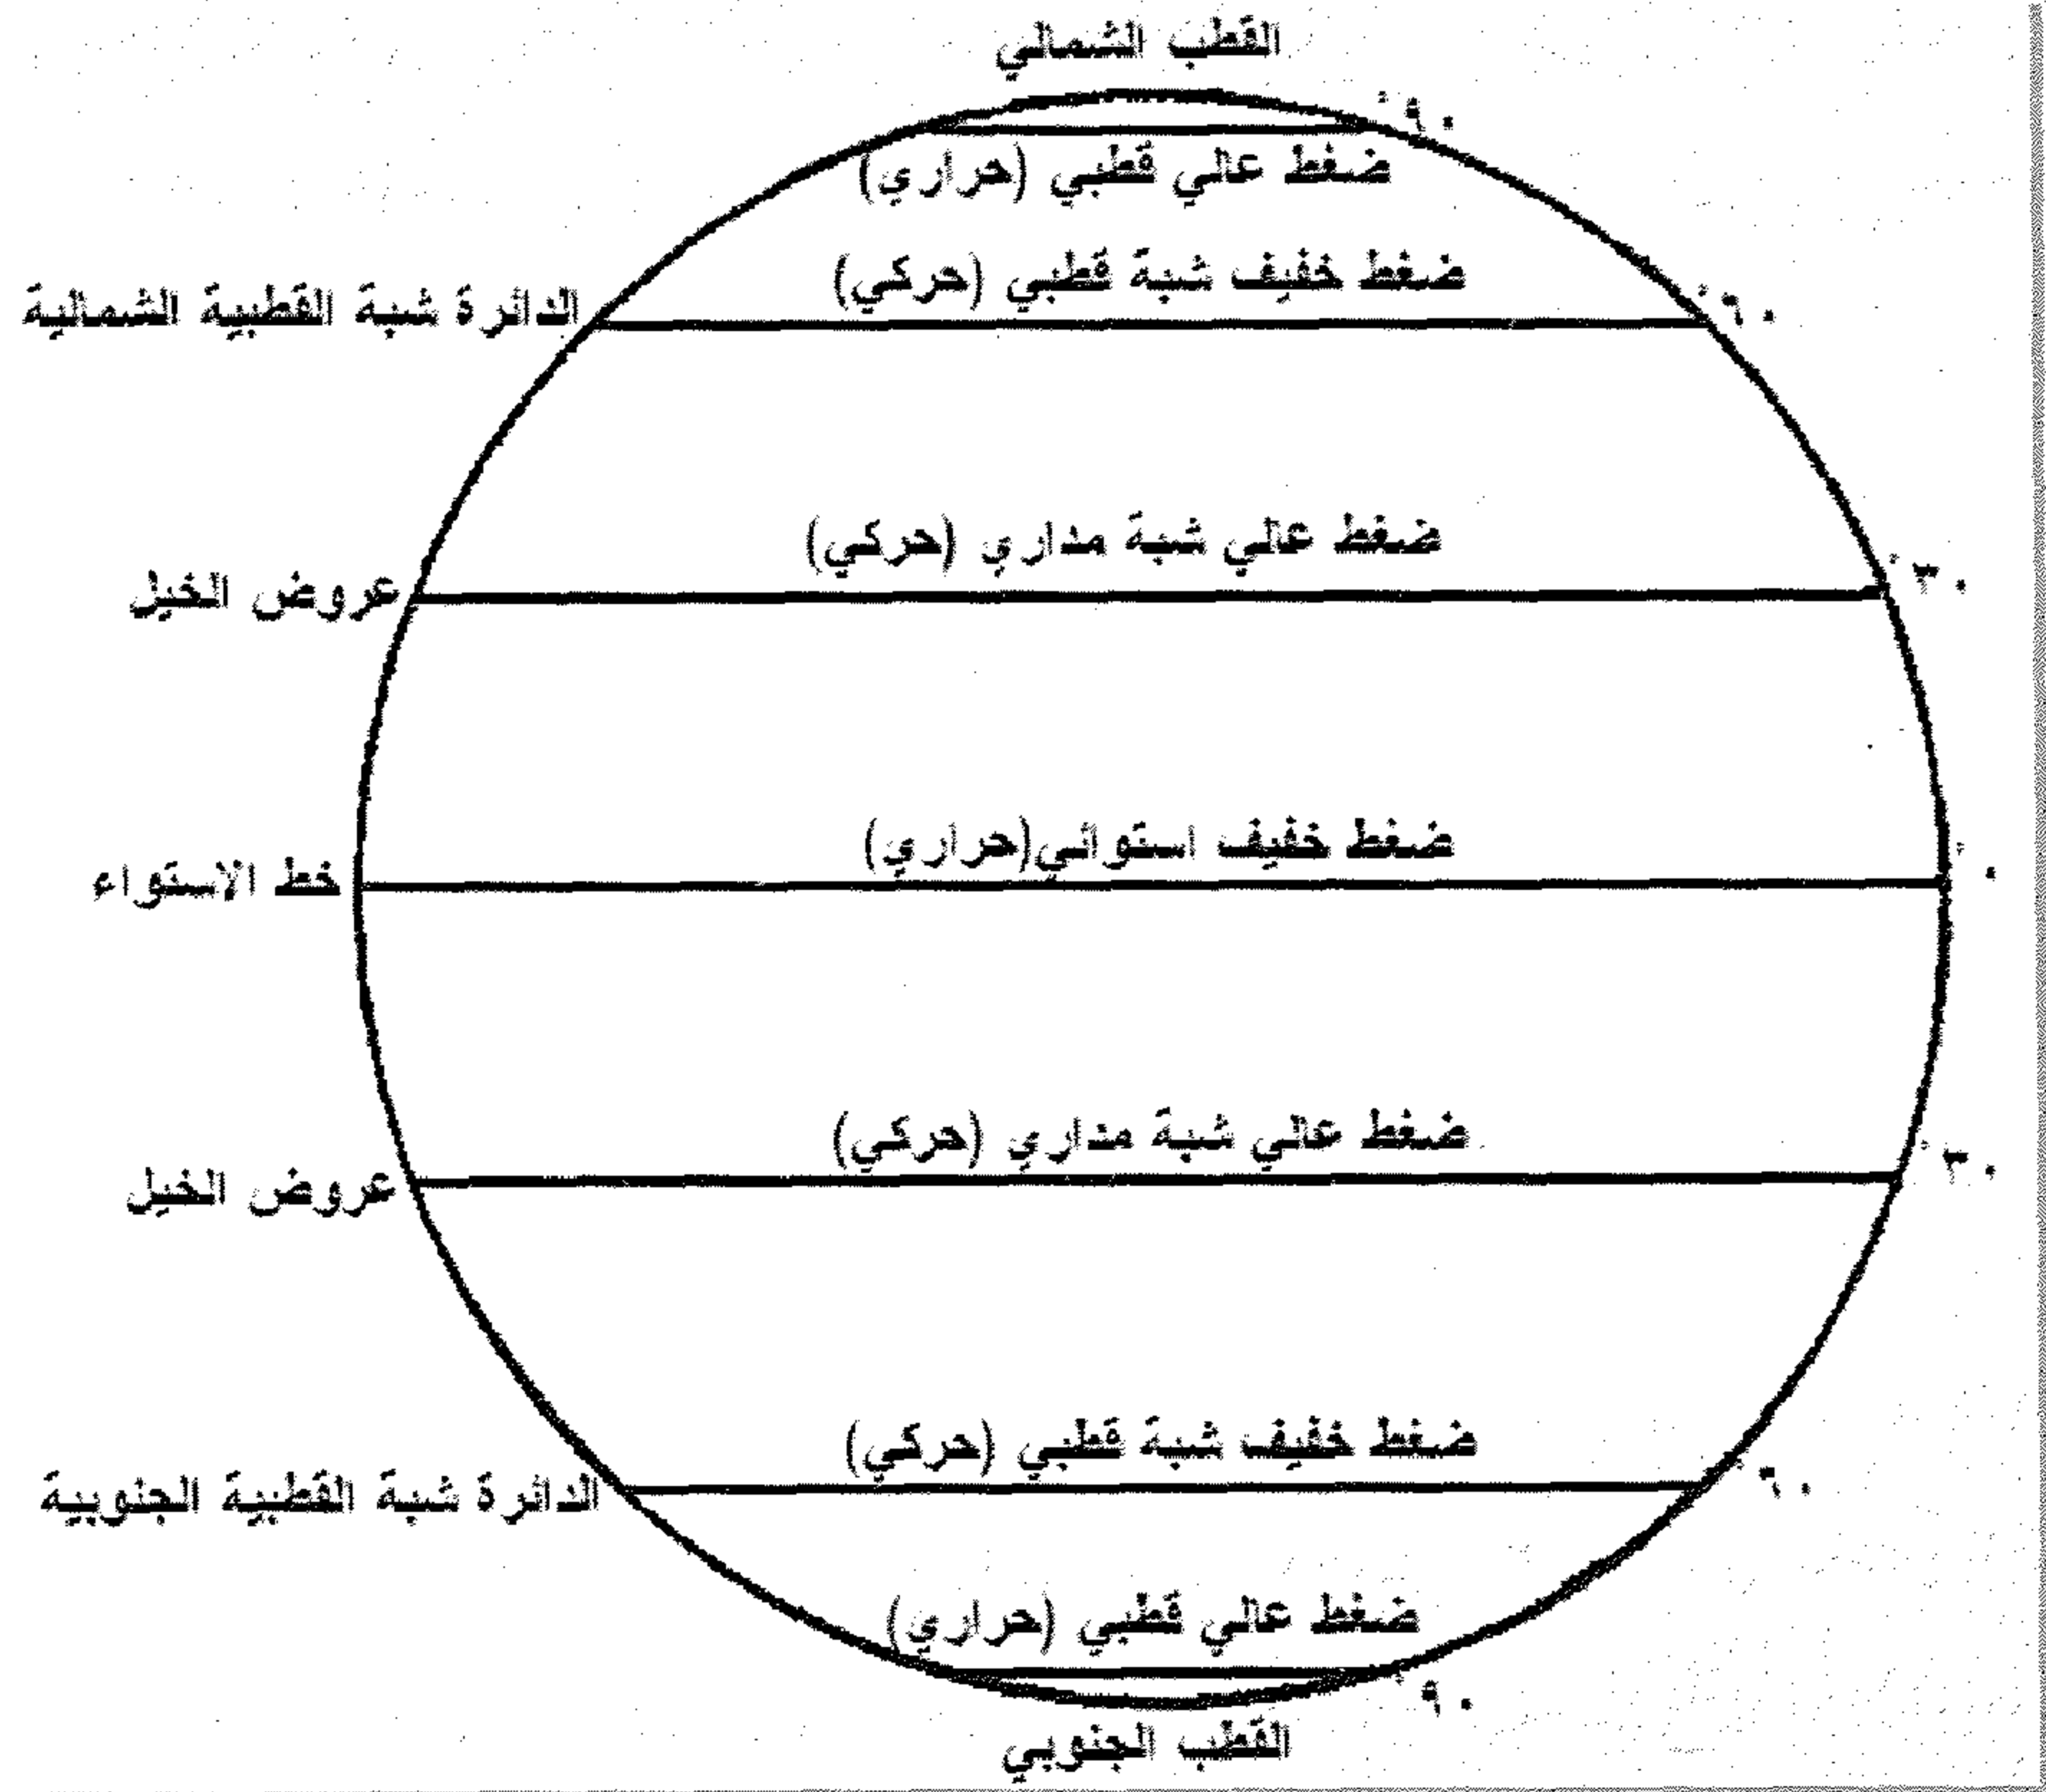 القطب الشمالي
٩٠°
ضغط عالي قطبي (حراري)
ضغط خفيف شبة قطبي (حركي)
الدائرة شبة القطبية الشمالية
٦٠°
ضغط عالي شبة مداري (حركي)
عروض الخيل
٣٠°
ضغط خفيف استوائي(حراري)
خط الاستواء
٠°
ضغط عالي شبة مداري (حركي)
عروض الخيل
٣٠°
ضغط خفيف شبة قطبي (حركي)
الدائرة شبة القطبية الجنوبية
٦٠°
ضغط عالي قطبي (حراري)
٩٠°
القطب الجنوبي